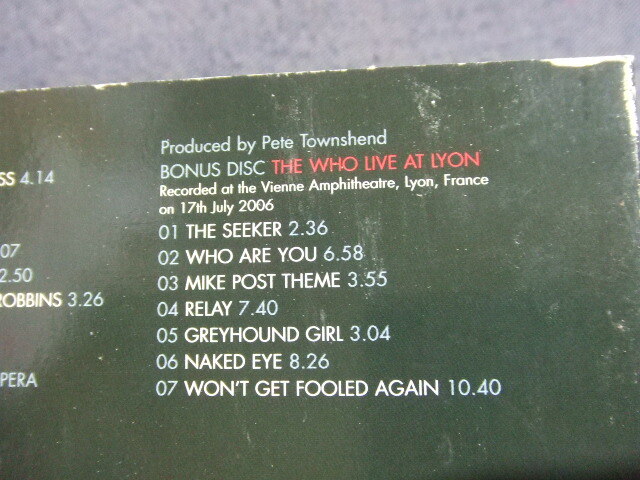 SS 4.14
07
2.50
ROBBINS 3.26
PERA
Produced by Pete Townshend
BONUS DISC THE WHO LIVE AT LYON
Recorded at the Vienne Amphitheatre, Lyon, France
on 17th July 2006
01 THE SEEKER 2.36
02 WHO ARE YOU 6.58
03 MIKE POST THEME 3.55
04 RELAY 7.40
05 GREYHOUND GIRL 3.04
06 NAKED EYE 8.26
07 WON'T GET FOOLED AGAIN 10.40